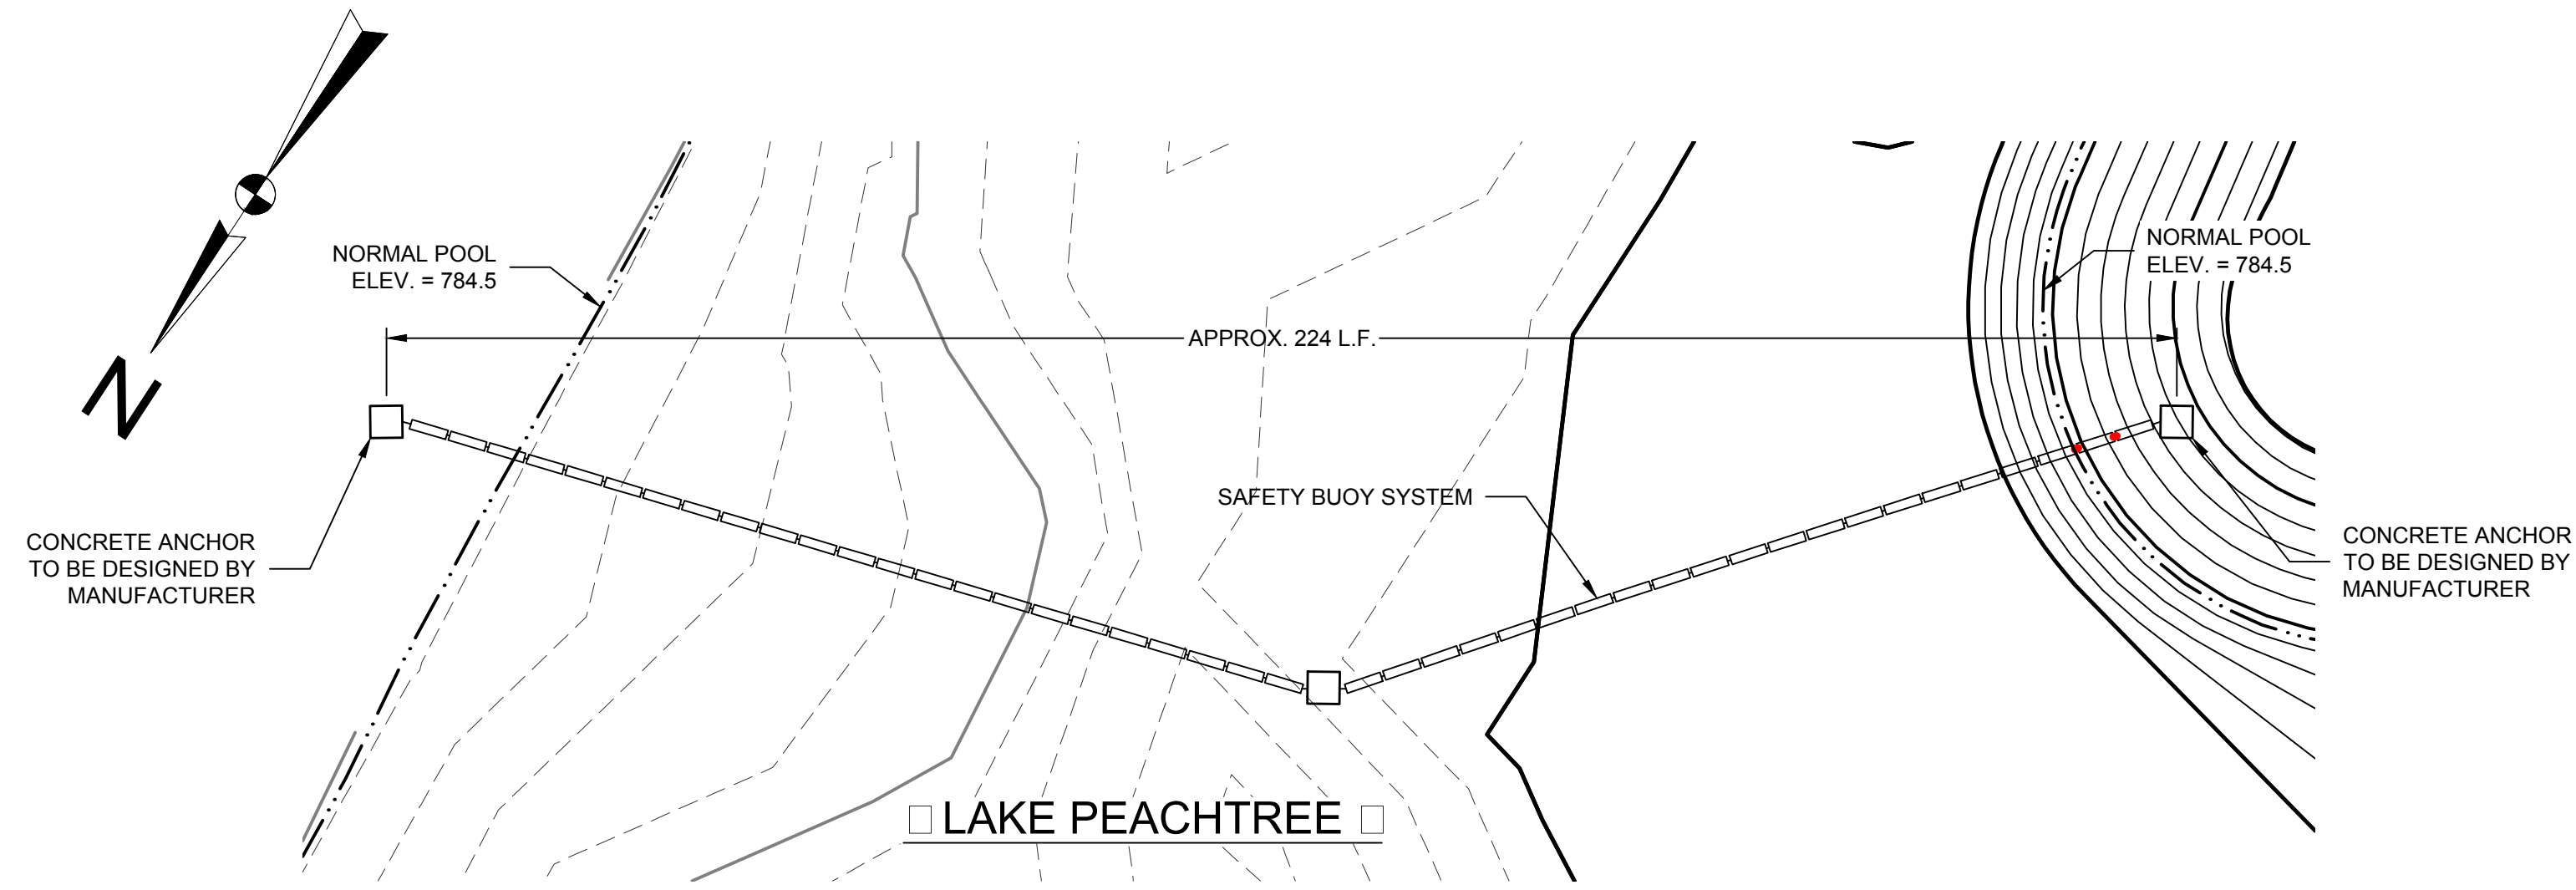 N
NORMAL POOL
ELEV. = 784.5
NORMAL POOL
ELEV. = 784.5
APPROX. 224 L.F.
SAFETY BUOY SYSTEM
CONCRETE ANCHOR
TO BE DESIGNED BY
MANUFACTURER
CONCRETE ANCHOR
TO BE DESIGNED BY
MANUFACTURER
LAKE PEACHTREE